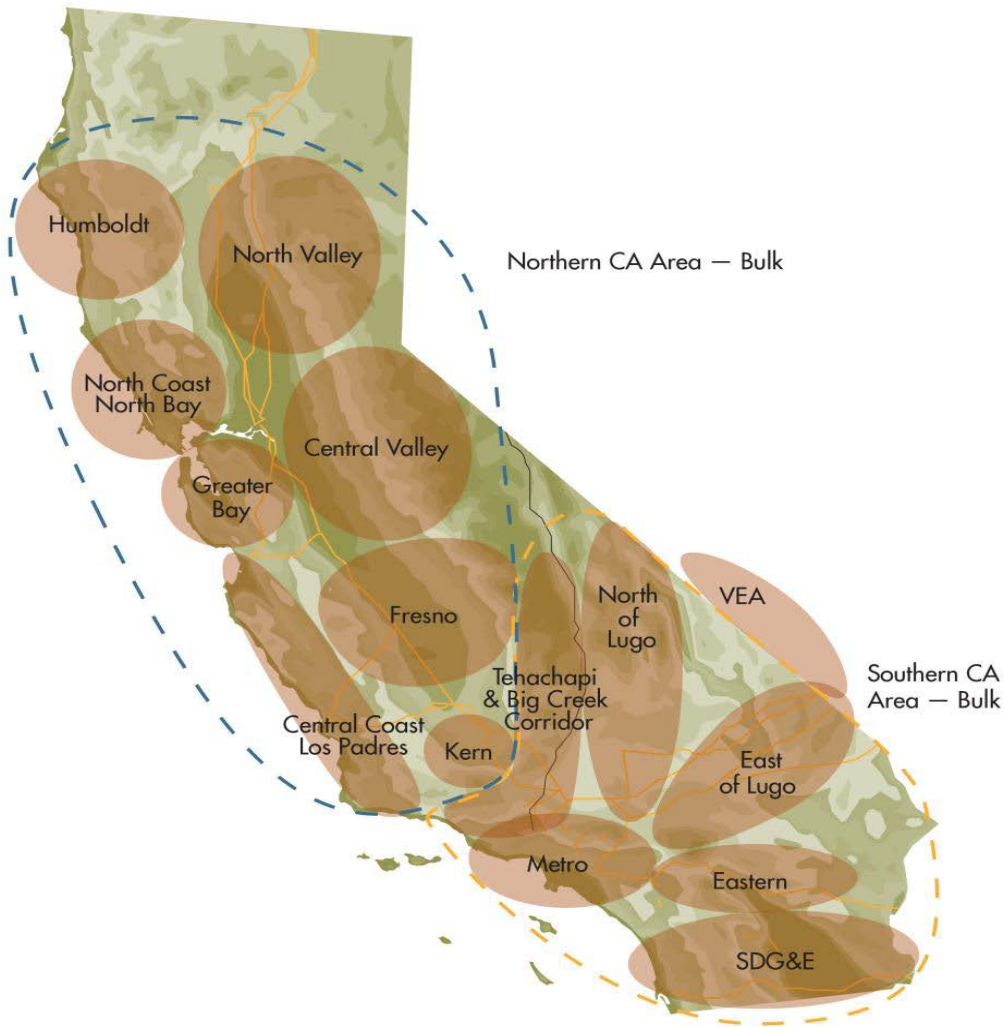 Humboldt
North Valley
Northern CA Area — Bulk
North Coast
North Bay
Central Valley
Greater
Bay
Fresno
North
of
Lugo
VEA
Tehachapi
& Big Creek
Corridor
Southern CA
Area — Bulk
Central Coast
Los Padres
Kern
East
of Lugo
Metro
Eastern
SDG&E